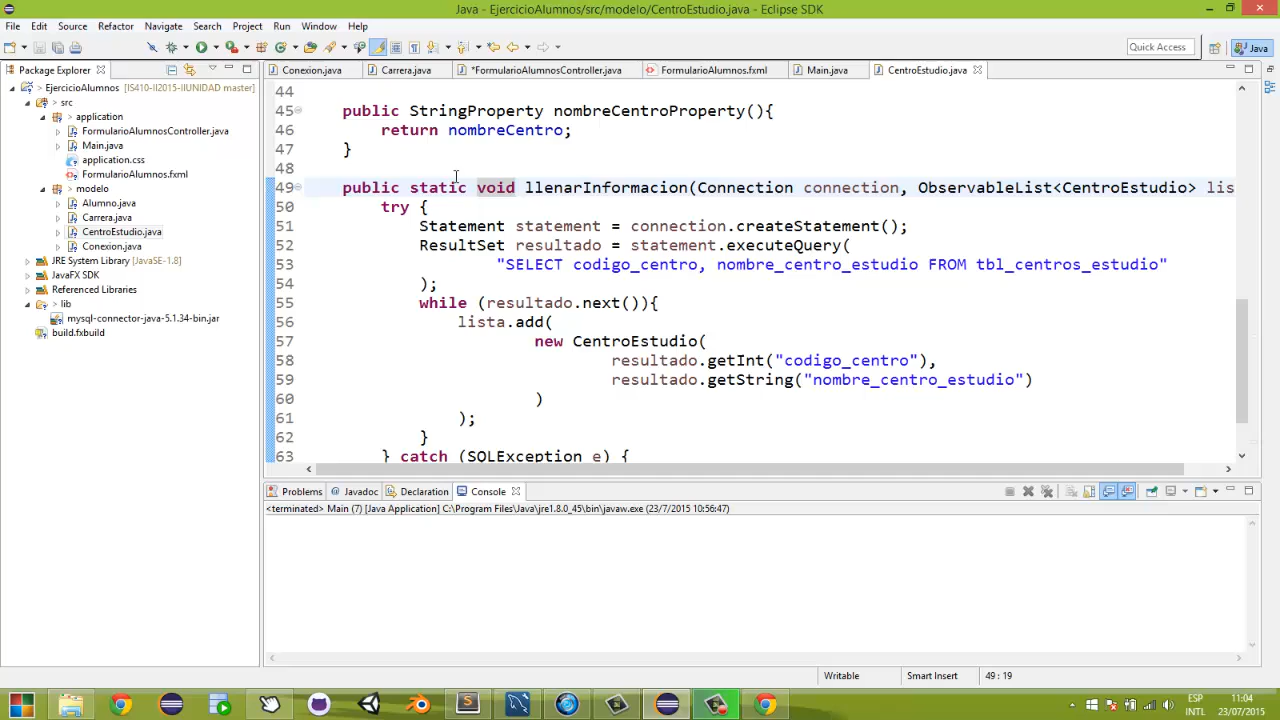 Java - EjercicioAlumnos/src/modelo/CentroEstudio.java - Eclipse SDK
File Edit Source Refactor Navigate Search Project Run Window Help
Quick Access
Java
Package Explorer
Conexion.java
Carrera.java
*FormularioAlumnosController.java
FormularioAlumnos.fxml
Main.java
CentroEstudio.java
EjercicioAlumnos [IS410-II2015-IIUNIDAD master]
> src
> application
FormularioAlumnosController.java
> Main.java
application.css
> FormularioAlumnos.fxml
> modelo
> Alumno.java
> Carrera.java
> CentroEstudio.java
> Conexion.java
JRE System Library [JavaSE-1.8]
JavaFX SDK
Referenced Libraries
> lib
> mysql-connector-java-5.1.34-bin.jar
build.fxbuild
44
45 public StringProperty nombreCentroProperty(){
46 return nombreCentro;
47 }
48
49 public static void llenarInformacion(Connection connection, ObservableList<CentroEstudio> lis
50 try {
51 Statement statement = connection.createStatement();
52 ResultSet resultado = statement.executeQuery(
53 "SELECT codigo_centro, nombre_centro_estudio FROM tbl_centros_estudio"
54 );
55 while (resultado.next()){
56 lista.add(
57 new CentroEstudio(
58 resultado.getInt("codigo_centro"),
59 resultado.getString("nombre_centro_estudio")
60 )
61 );
62 }
63 } catch (SQLException e) {
Problems @ Javadoc Declaration Console
<terminated> Main (7) [Java Application] C:\Program Files\Java\jre1.8.0_45\bin\javaw.exe (23/7/2015 10:56:47)
Writable Smart Insert 49 : 19
ESP
INTL
11:04
23/07/2015